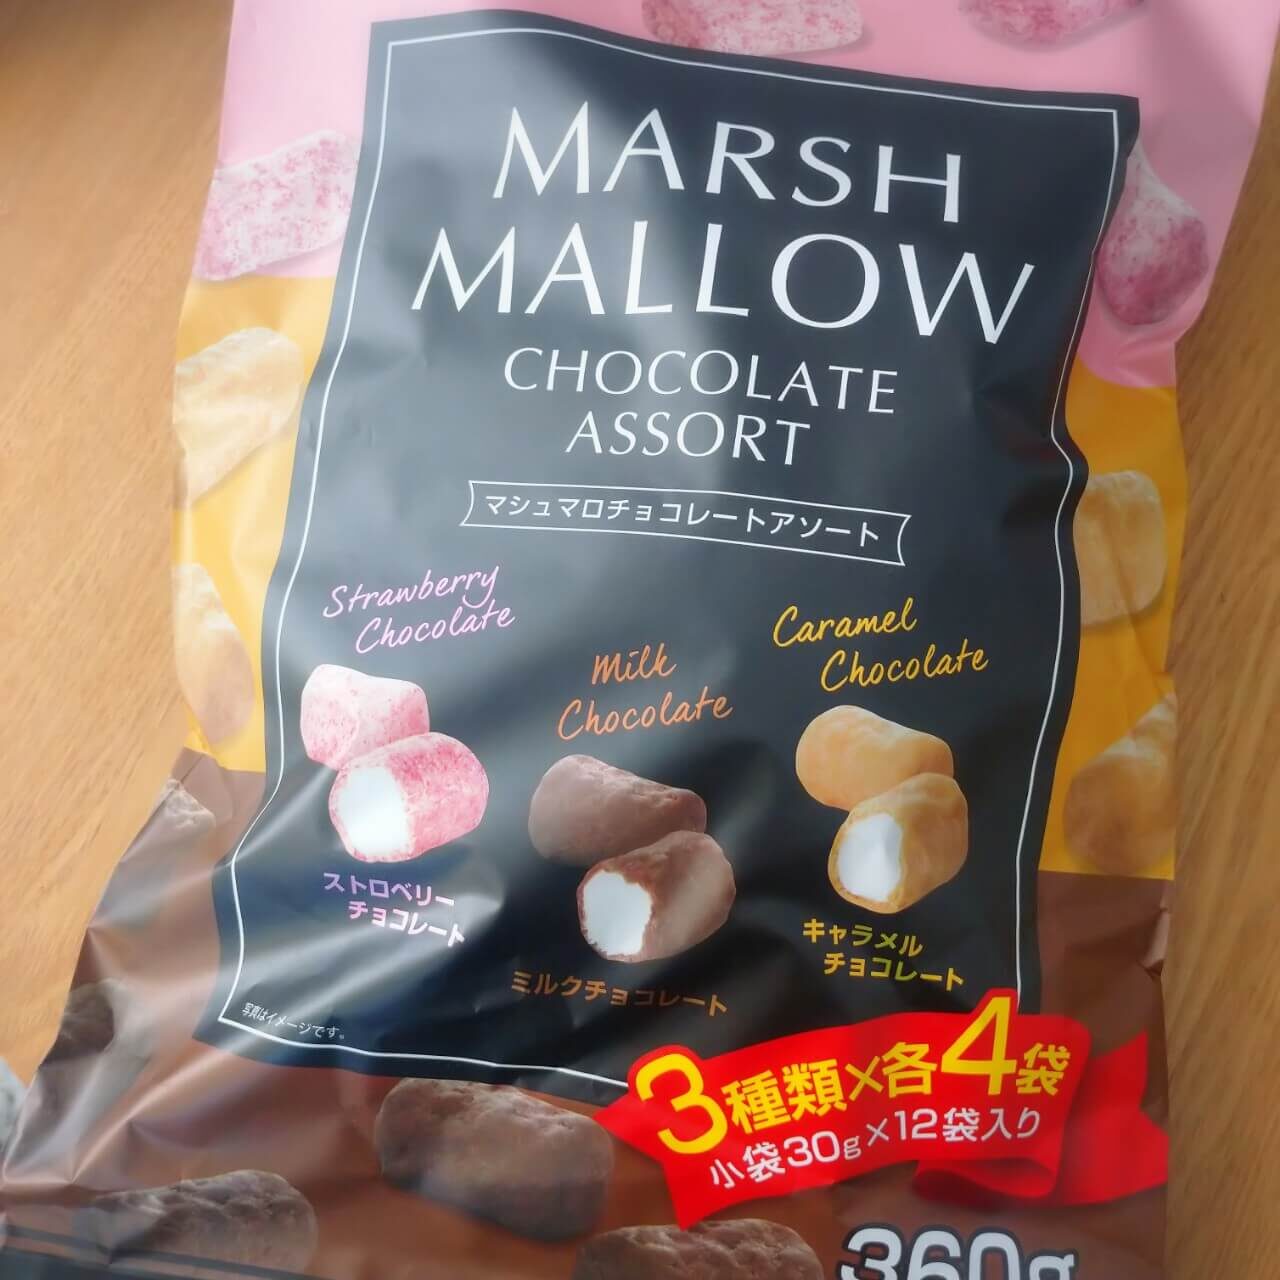 MARSH
MALLOW
CHOCOLATE
ASSORT
マシュマロチョコレートアソート
Strawberry
Chocolate
Milk
Chocolate
Caramel
Chocolate
ストロベリー
チョコレート
ミルクチョコレート
キャラメル
チョコレート
写真はイメージです。
3種類×各4袋
小袋30g×12袋入り
360g